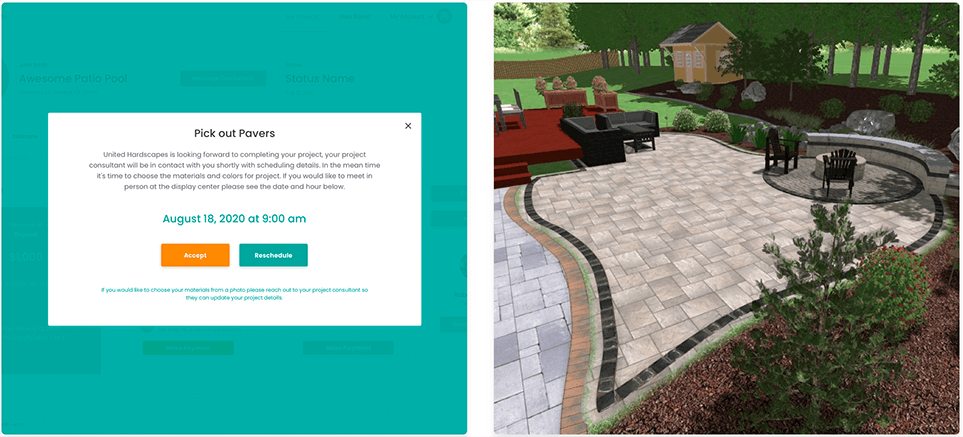 Awesome Patio Pool
Status Name
Pick out Pavers
United Hardscapes is looking forward to completing your project, your project
consultant will be in contact with you shortly with scheduling details. In the mean time
it's time to choose the materials and colors for project. If you would like to meet in
person at the display center please see the date and hour below.
August 18, 2020 at 9:00 am
Accept
Reschedule
If you would like to choose your materials from a photo please reach out to your project consultant so
they can update your project details